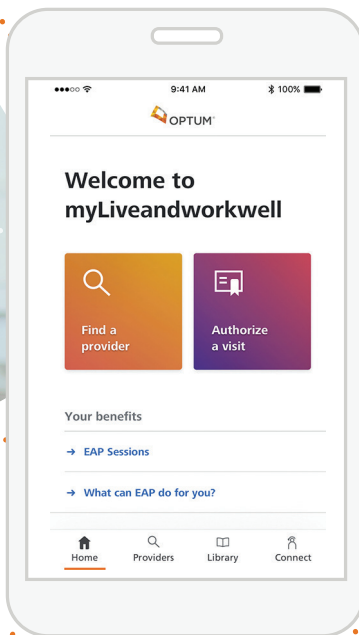 9:41 AM
100%
OPTUM™
Welcome to
myLiveandworkwell
Find a
provider
Authorize
a visit
Your benefits
→ EAP Sessions
→ What can EAP do for you?
Home
Providers
Library
Connect